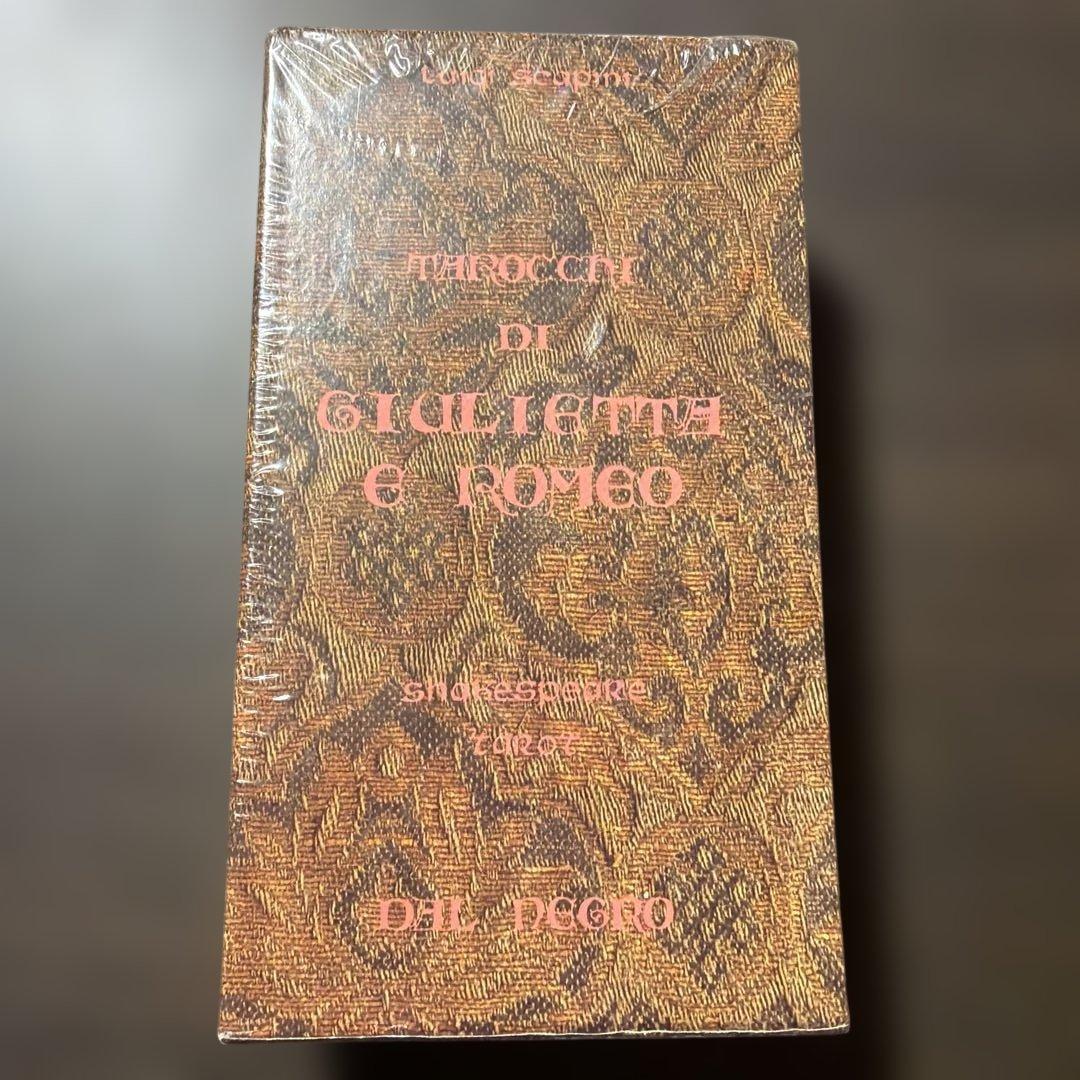 Luigi Scapini
TAROCCHI
DI
GIULIETTA
E ROMEO
Shakespeare
Tarot
DAL NEGRO